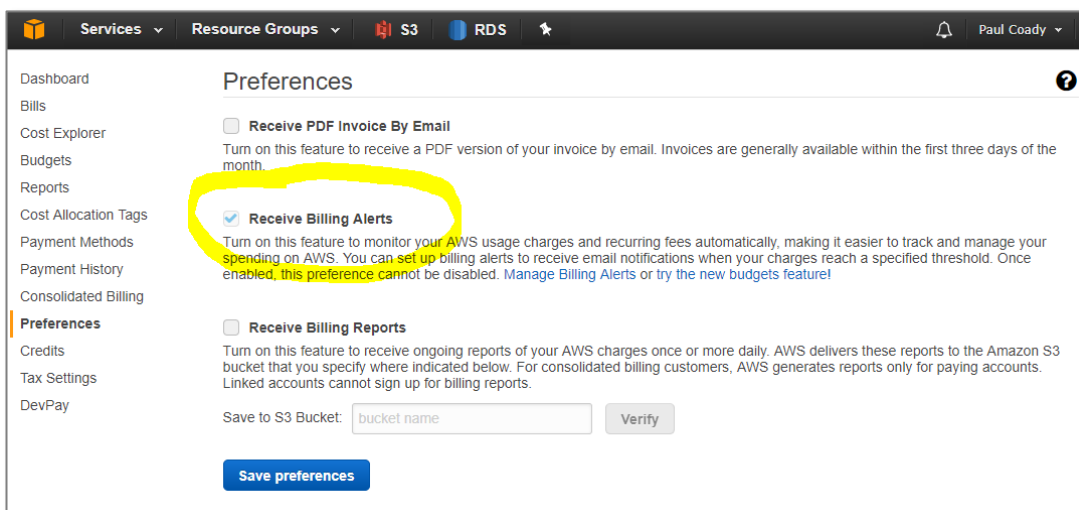 Services Resource Groups S3 RDS Paul Coady
Dashboard
Bills
Cost Explorer
Budgets
Reports
Cost Allocation Tags
Payment Methods
Payment History
Consolidated Billing
Preferences
Credits
Tax Settings
DevPay
Preferences ?
Receive PDF Invoice By Email
Turn on this feature to receive a PDF version of your invoice by email. Invoices are generally available within the first three days of the
month.
Receive Billing Alerts
Turn on this feature to monitor your AWS usage charges and recurring fees automatically, making it easier to track and manage your
spending on AWS. You can set up billing alerts to receive email notifications when your charges reach a specified threshold. Once
enabled, this preference cannot be disabled. Manage Billing Alerts or try the new budgets feature!
Receive Billing Reports
Turn on this feature to receive ongoing reports of your AWS charges once or more daily. AWS delivers these reports to the Amazon S3
bucket that you specify where indicated below. For consolidated billing customers, AWS generates reports only for paying accounts.
Linked accounts cannot sign up for billing reports.
Save to S3 Bucket: bucket name Verify
Save preferences